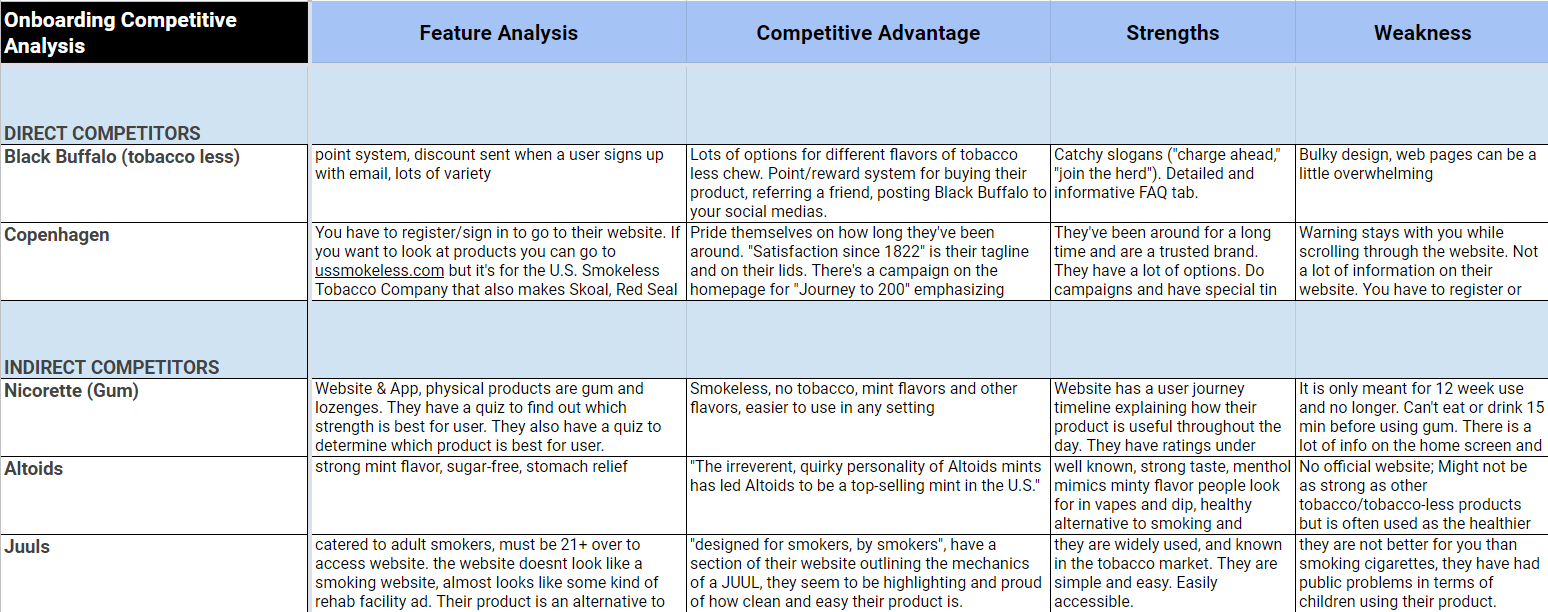 Onboarding Competitive
Analysis
Feature Analysis
Competitive Advantage
Strengths
Weakness
DIRECT COMPETITORS
Black Buffalo (tobacco less)
point system, discount sent when a user signs up
with email, lots of variety
Lots of options for different flavors of tobacco
less chew. Point/reward system for buying their
product, referring a friend, posting Black Buffalo to
your social medias.
Catchy slogans ("charge ahead,"
"join the herd"). Detailed and
informative FAQ tab.
Bulky design, web pages can be a
little overwhelming
Copenhagen
You have to register/sign in to go to their website. If
you want to look at products you can go to
ussmokeless.com but it's for the U.S. Smokeless
Tobacco Company that also makes Skoal, Red Seal
Pride themselves on how long they've been
around. "Satisfaction since 1822" is their tagline
and on their lids. There's a campaign on the
homepage for "Journey to 200" emphasizing
They've been around for a long
time and are a trusted brand.
They have a lot of options. Do
campaigns and have special tin
Warning stays with you while
scrolling through the website. Not
a lot of information on their
website. You have to register or
INDIRECT COMPETITORS
Nicorette (Gum)
Website & App, physical products are gum and
lozenges. They have a quiz to find out which
strength is best for user. They also have a quiz to
determine which product is best for user.
Smokeless, no tobacco, mint flavors and other
flavors, easier to use in any setting
Website has a user journey
timeline explaining how their
product is useful throughout the
day. They have ratings under
It is only meant for 12 week use
and no longer. Can't eat or drink 15
min before using gum. There is a
lot of info on the home screen and
Altoids
strong mint flavor, sugar-free, stomach relief
"The irreverent, quirky personality of Altoids mints
has led Altoids to be a top-selling mint in the U.S."
well known, strong taste, menthol
mimics minty flavor people look
for in vapes and dip, healthy
alternative to smoking and
No official website; Might not be
as strong as other
tobacco/tobacco-less products
but is often used as the healthier
Juuls
catered to adult smokers, must be 21+ over to
access website. the website doesnt look like a
smoking website, almost looks like some kind of
rehab facility ad. Their product is an alternative to
"designed for smokers, by smokers", have a
section of their website outlining the mechanics
of a JUUL, they seem to be highlighting and proud
of how clean and easy their product is.
they are widely used, and known
in the tobacco market. They are
simple and easy. Easily
accessible.
they are not better for you than
smoking cigarettes, they have had
public problems in terms of
children using their product.